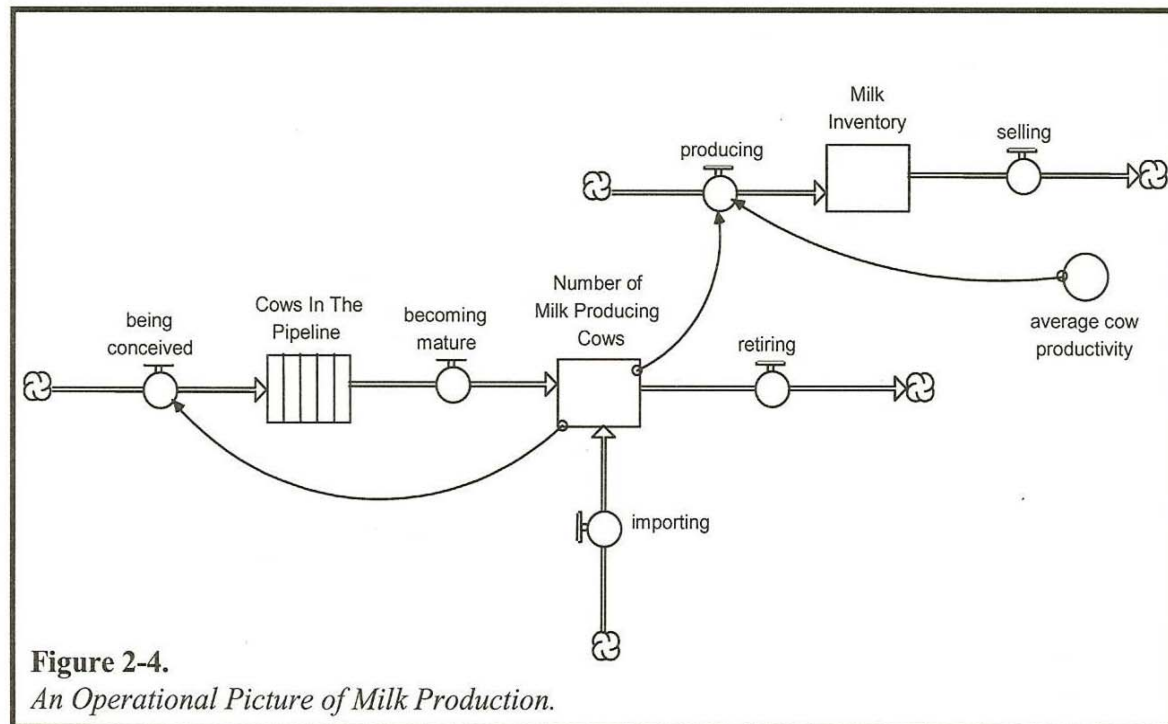 Milk
Inventory
selling
producing
Number of
Milk Producing
Cows
Cows In The
Pipeline
becoming
mature
being
conceived
retiring
average cow
productivity
importing
Figure 2-4.
An Operational Picture of Milk Production.